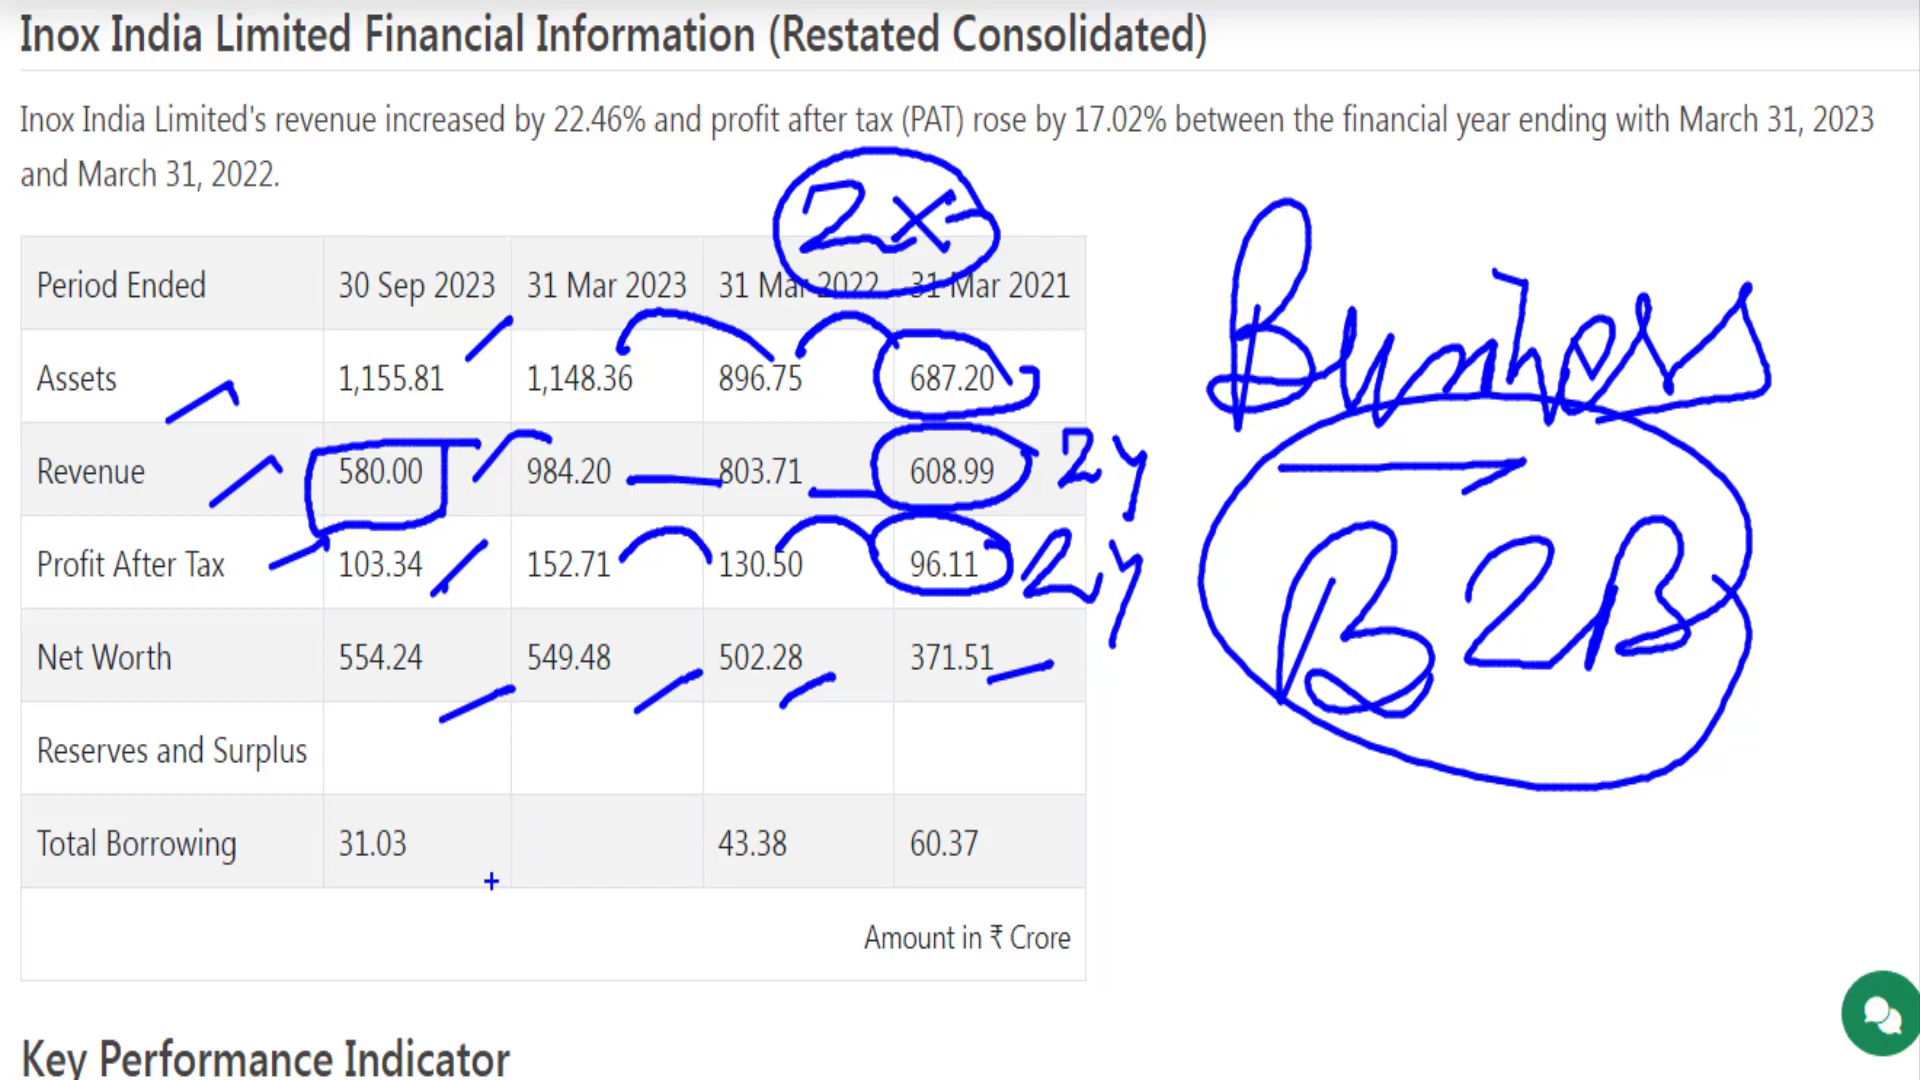 Inox India Limited Financial Information (Restated Consolidated)
Inox India Limited's revenue increased by 22.46% and profit after tax (PAT) rose by 17.02% between the financial year ending with March 31, 2023
and March 31, 2022.
2x
Period Ended 30 Sep 2023 31 Mar 2023 31 Mar 2022 31 Mar 2021
Assets 1,155.81 1,148.36 896.75 687.20
Revenue 580.00 984.20 803.71 608.99 2y
Profit After Tax 103.34 152.71 130.50 96.11 2y
Net Worth 554.24 549.48 502.28 371.51
Reserves and Surplus
Total Borrowing 31.03 43.38 60.37
Amount in ₹ Crore
Business
B2B
Key Performance Indicator